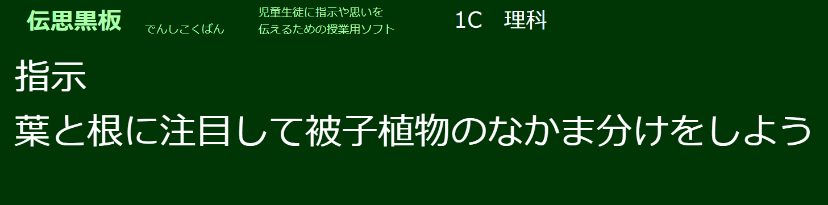 伝思黒板
でんしこくばん
児童生徒に指示や思いを
伝えるための授業用ソフト
1C　理科
指示
葉と根に注目して被子植物のなかま分けをしよう